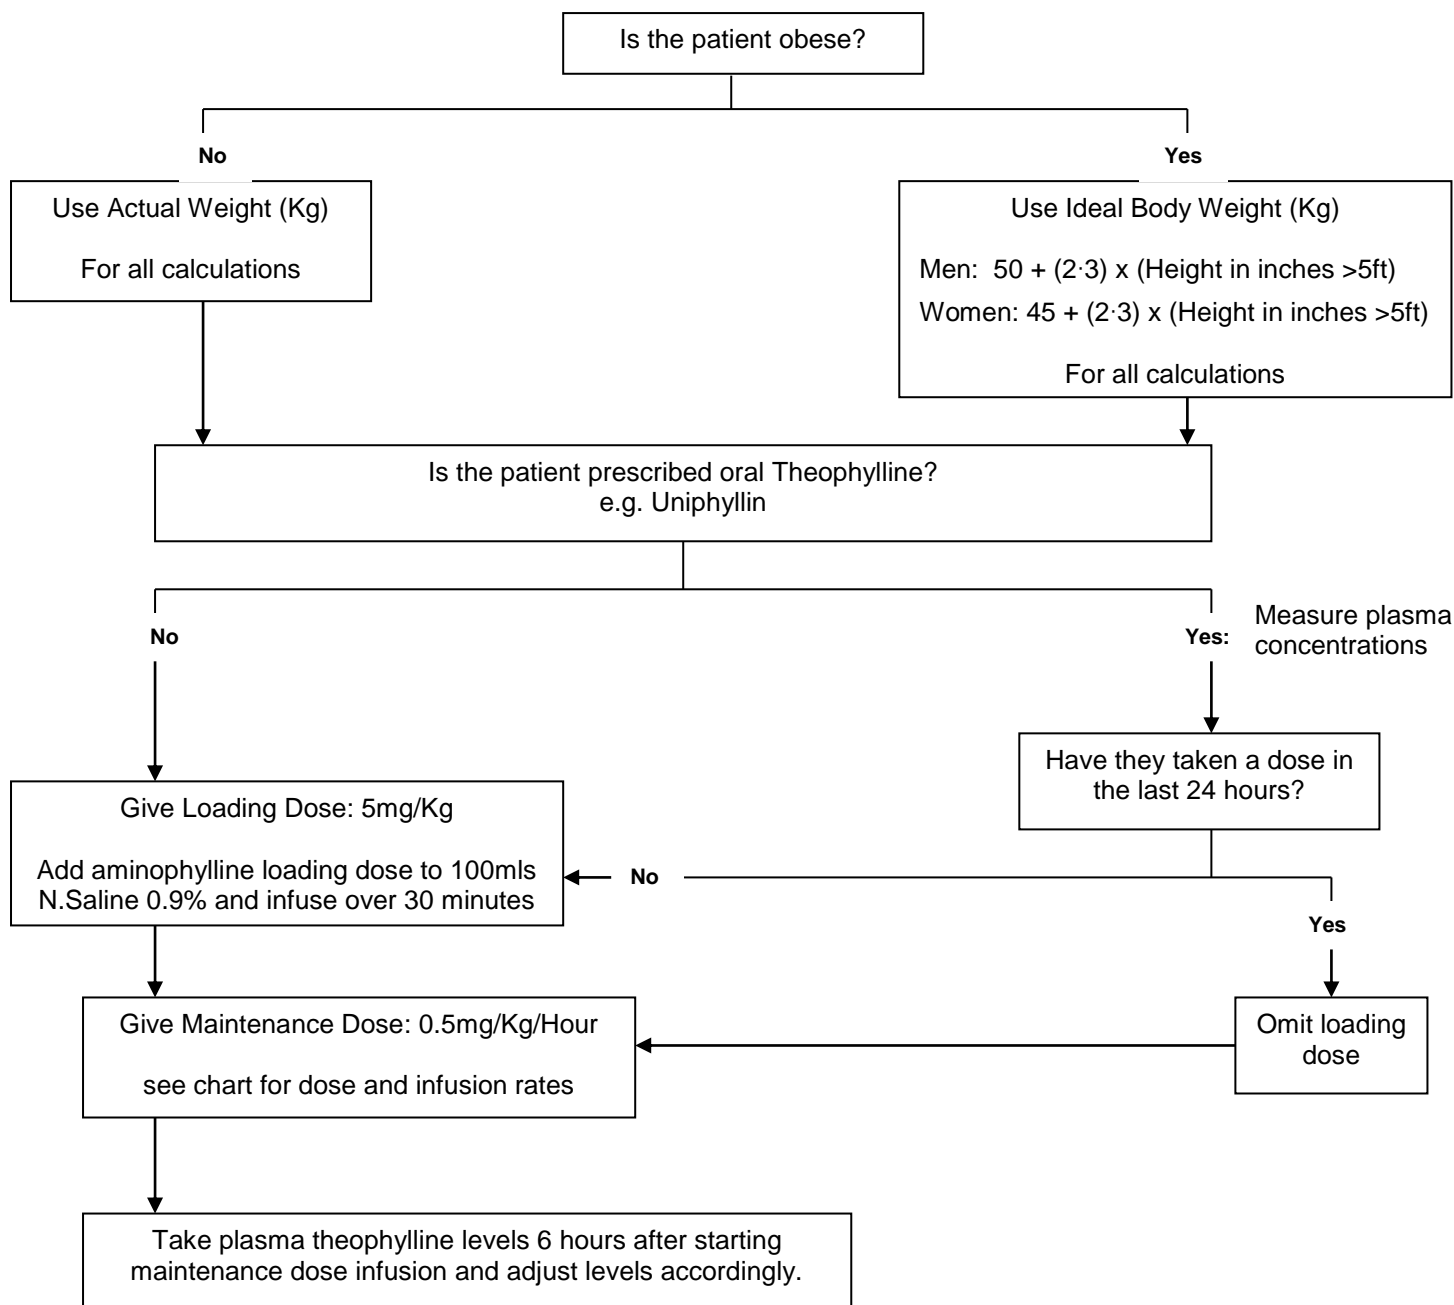 Is the patient obese?
No
Yes
Use Actual Weight (Kg)
For all calculations
Use Ideal Body Weight (Kg)
Men:  50 + (2·3) x (Height in inches >5ft)
Women: 45 + (2·3) x (Height in inches >5ft)
For all calculations
Is the patient prescribed oral Theophylline?
e.g. Uniphyllin
No
Yes:
Measure plasma
concentrations
Have they taken a dose in
the last 24 hours?
Give Loading Dose: 5mg/Kg
Add aminophylline loading dose to 100mls
N.Saline 0.9% and infuse over 30 minutes
No
Yes
Give Maintenance Dose: 0.5mg/Kg/Hour
see chart for dose and infusion rates
Omit loading
dose
Take plasma theophylline levels 6 hours after starting
maintenance dose infusion and adjust levels accordingly.